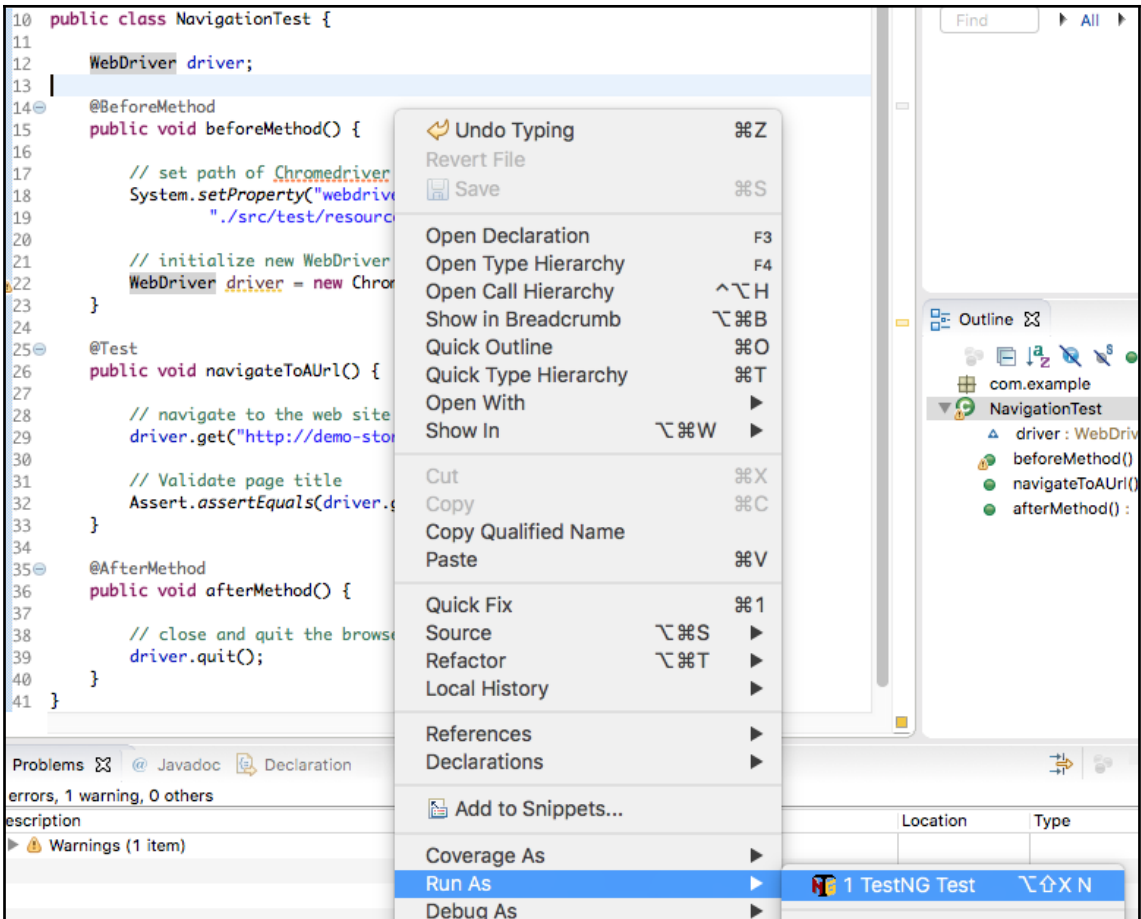 10 public class NavigationTest {
11
12 WebDriver driver;
13
14 @BeforeMethod
15 public void beforeMethod() {
16
17 // set path of Chromedriver
18 System.setProperty("webdrive
19 "./src/test/resourc
20
21 // initialize new WebDriver
22 WebDriver driver = new Chrom
23 }
24
25 @Test
26 public void navigateToAUrl() {
27
28 // navigate to the web site
29 driver.get("http://demo-stor
30
31 // Validate page title
32 Assert.assertEquals(driver.g
33 }
34
35 @AfterMethod
36 public void afterMethod() {
37
38 // close and quit the browse
39 driver.quit();
40 }
41 }
Undo Typing ⌘Z
Revert File
Save ⌘S
Open Declaration F3
Open Type Hierarchy F4
Open Call Hierarchy ^⌥H
Show in Breadcrumb ⌥⌘B
Quick Outline ⌘O
Quick Type Hierarchy ⌘T
Open With
Show In ⌥⌘W
Cut ⌘X
Copy ⌘C
Copy Qualified Name
Paste ⌘V
Quick Fix ⌘1
Source ⌥⌘S
Refactor ⌥⌘T
Local History
References
Declarations
Add to Snippets...
Coverage As
Run As
Debug As
1 TestNG Test ⌥⇧X N
Find All
Outline
com.example
NavigationTest
driver : WebDriv
beforeMethod()
navigateToAUrl()
afterMethod() :
Problems @ Javadoc Declaration
errors, 1 warning, 0 others
escription Location Type
Warnings (1 item)